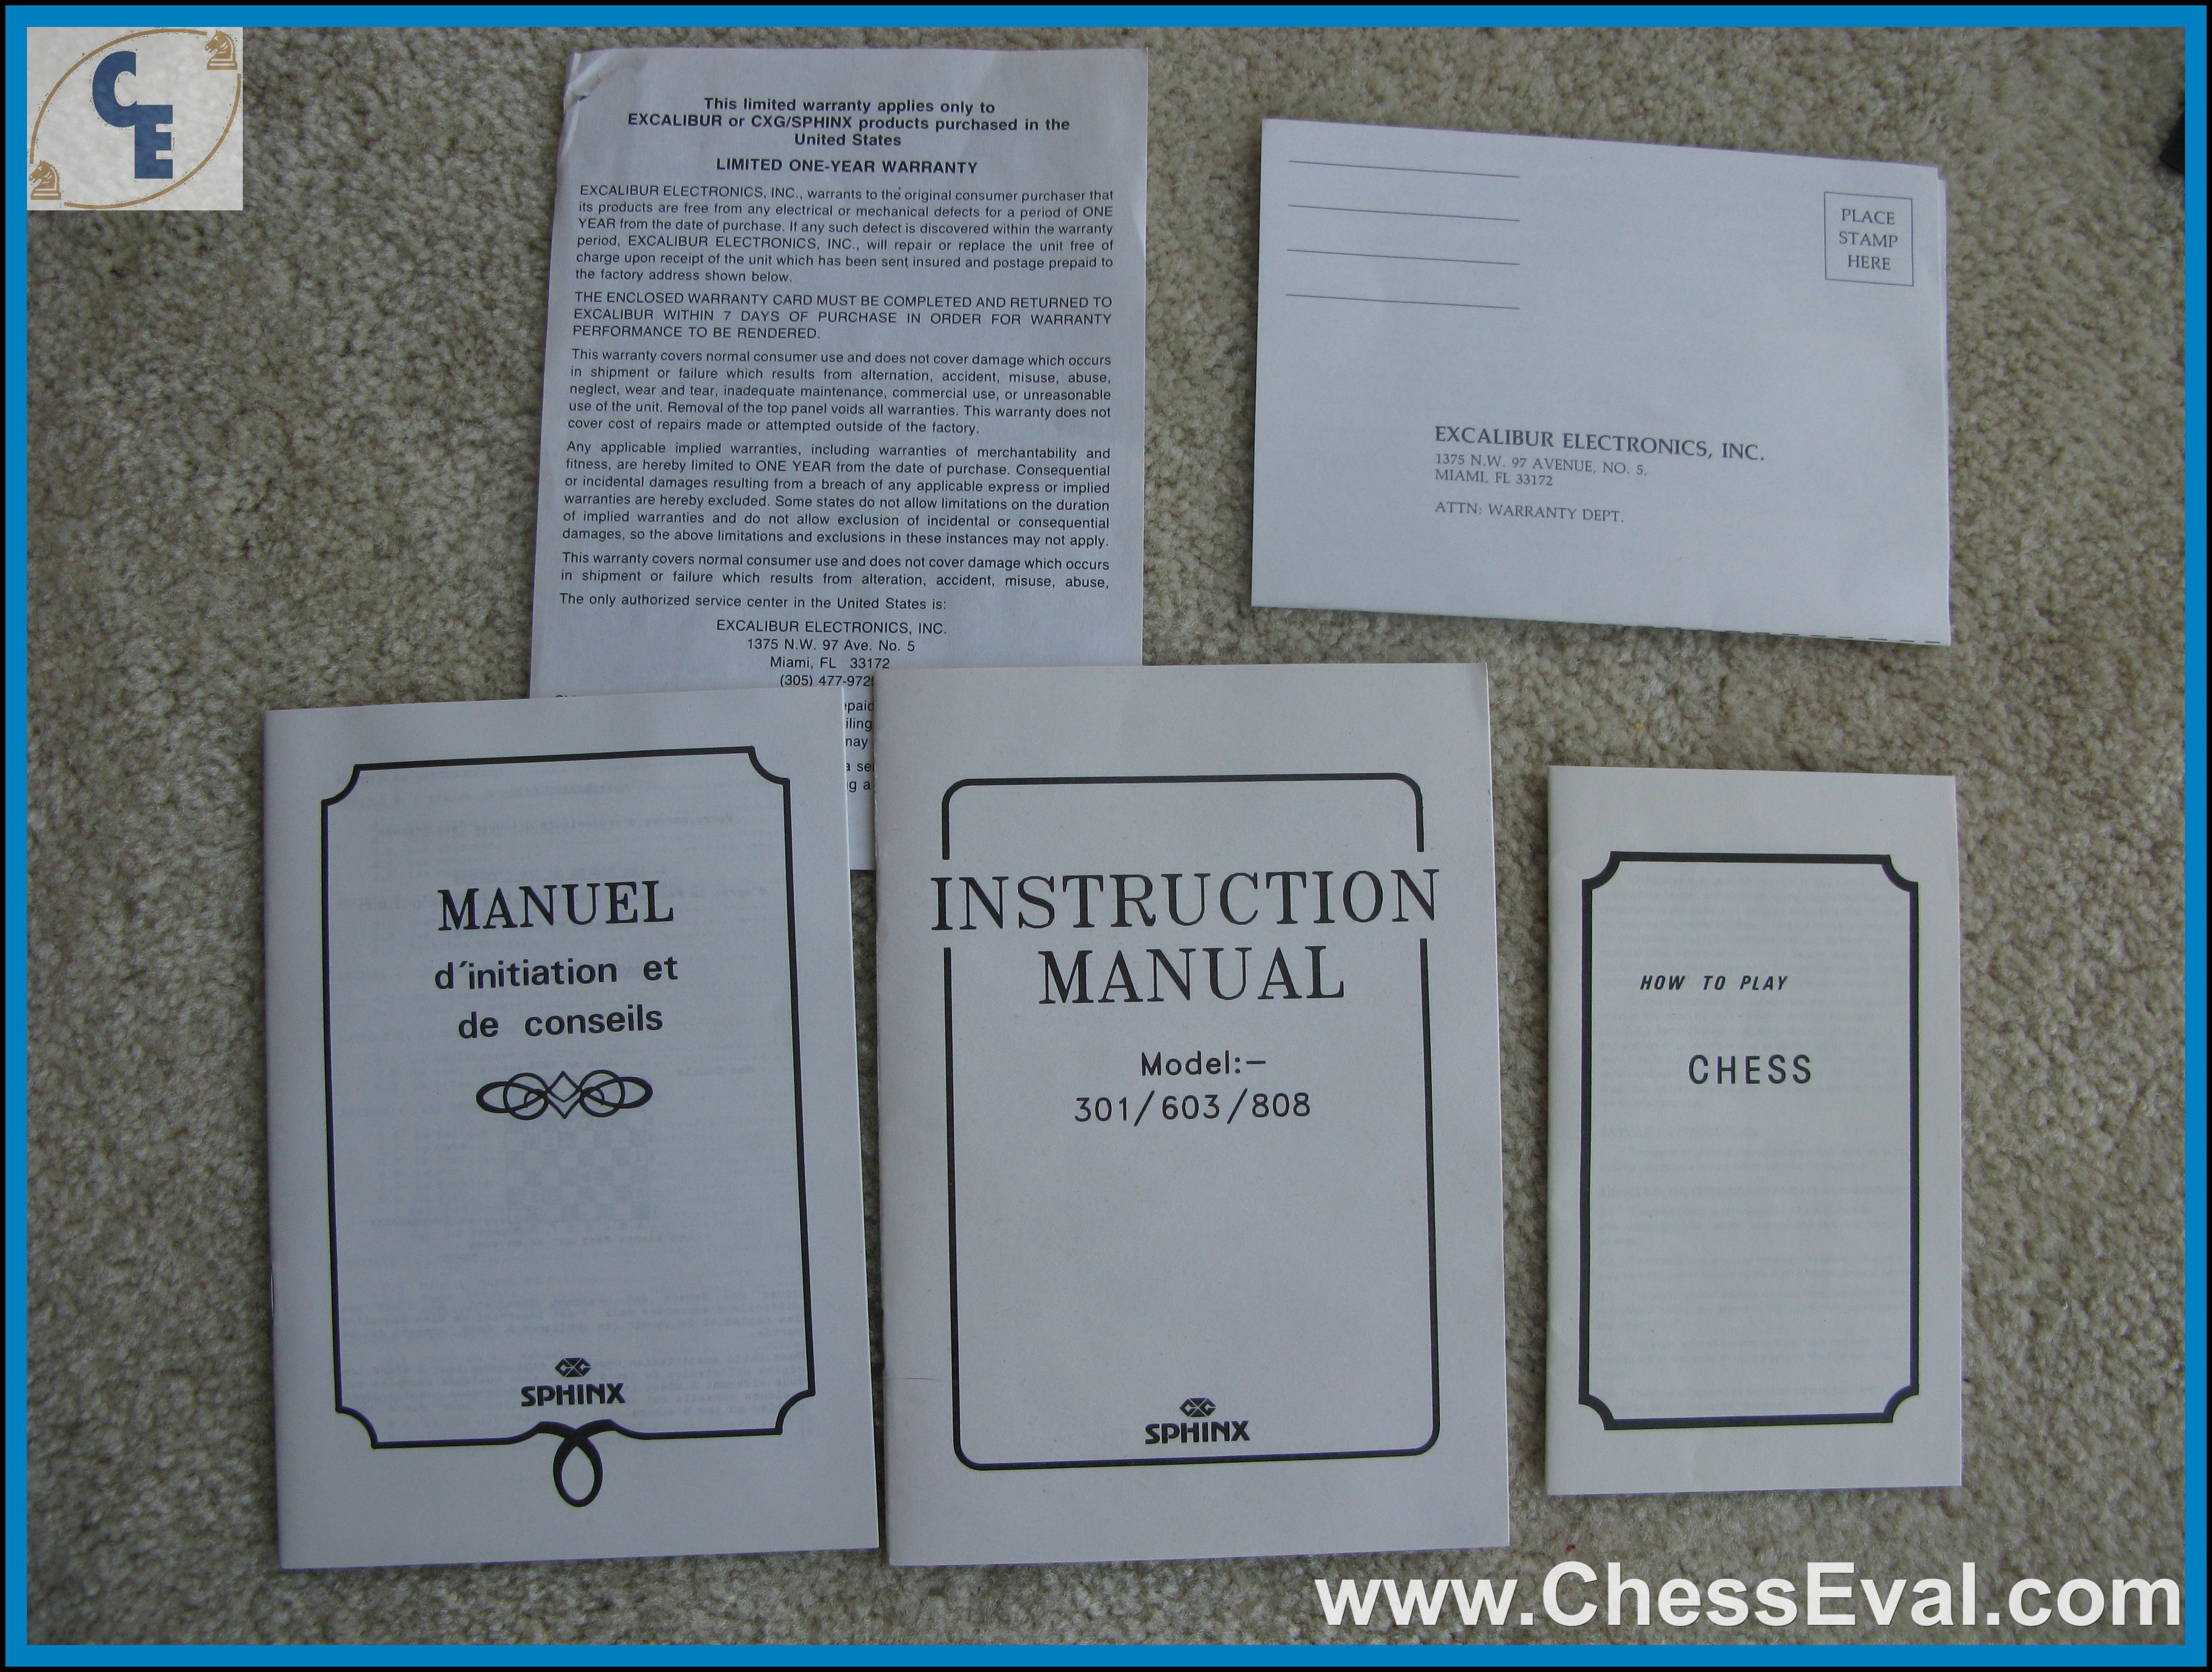 CE
This limited warranty applies only to
EXCALIBUR or CXG/SPHINX products purchased in the
United States
LIMITED ONE-YEAR WARRANTY
EXCALIBUR ELECTRONICS, INC., warrants to the original consumer purchaser that
its products are free from any electrical or mechanical defects for a period of ONE
YEAR from the date of purchase. If any such defect is discovered within the warranty
period, EXCALIBUR ELECTRONICS, INC., will repair or replace the unit free of
charge upon receipt of the unit which has been sent insured and postage prepaid to
the factory address shown below.
THE ENCLOSED WARRANTY CARD MUST BE COMPLETED AND RETURNED TO
EXCALIBUR WITHIN 7 DAYS OF PURCHASE IN ORDER FOR WARRANTY
PERFORMANCE TO BE RENDERED.
This warranty covers normal consumer use and does not cover damage which occurs
in shipment or failure which results from alternation, accident, misuse, abuse,
neglect, wear and tear, inadequate maintenance, commercial use, or unreasonable
use of the unit. Removal of the top panel voids all warranties. This warranty does not
cover cost of repairs made or attempted outside of the factory.
Any applicable implied warranties, including warranties of merchantability and
fitness, are hereby limited to ONE YEAR from the date of purchase. Consequential
or incidental damages resulting from a breach of any applicable express or implied
warranties are hereby excluded. Some states do not allow limitations on the duration
of implied warranties and do not allow exclusion of incidental or consequential
damages, so the above limitations and exclusions in these instances may not apply.
This warranty covers normal consumer use and does not cover damage which occurs
in shipment or failure which results from alteration, accident, misuse, abuse,
The only authorized service center in the United States is:
EXCALIBUR ELECTRONICS, INC.
1375 N.W. 97 Ave. No. 5
Miami, FL 33172
(305) 477-972
may
PLACE
STAMP
HERE
EXCALIBUR ELECTRONICS, INC.
1375 N.W. 97 AVENUE, NO. 5,
MIAMI, FL 33172
ATTN: WARRANTY DEPT.
MANUEL
d´initiation et
de conseils
CXG
SPHINX
INSTRUCTION
MANUAL
Model:–
301/603/808
CXG
SPHINX
HOW TO PLAY
CHESS
www.ChessEval.com